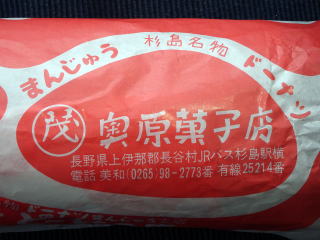 まんじゅう 杉島名物 ドーナツ
茂 奥原菓子店
長野県上伊那郡長谷村JRバス杉島駅横
電話 美和(0265)98-2773番 有線25214番